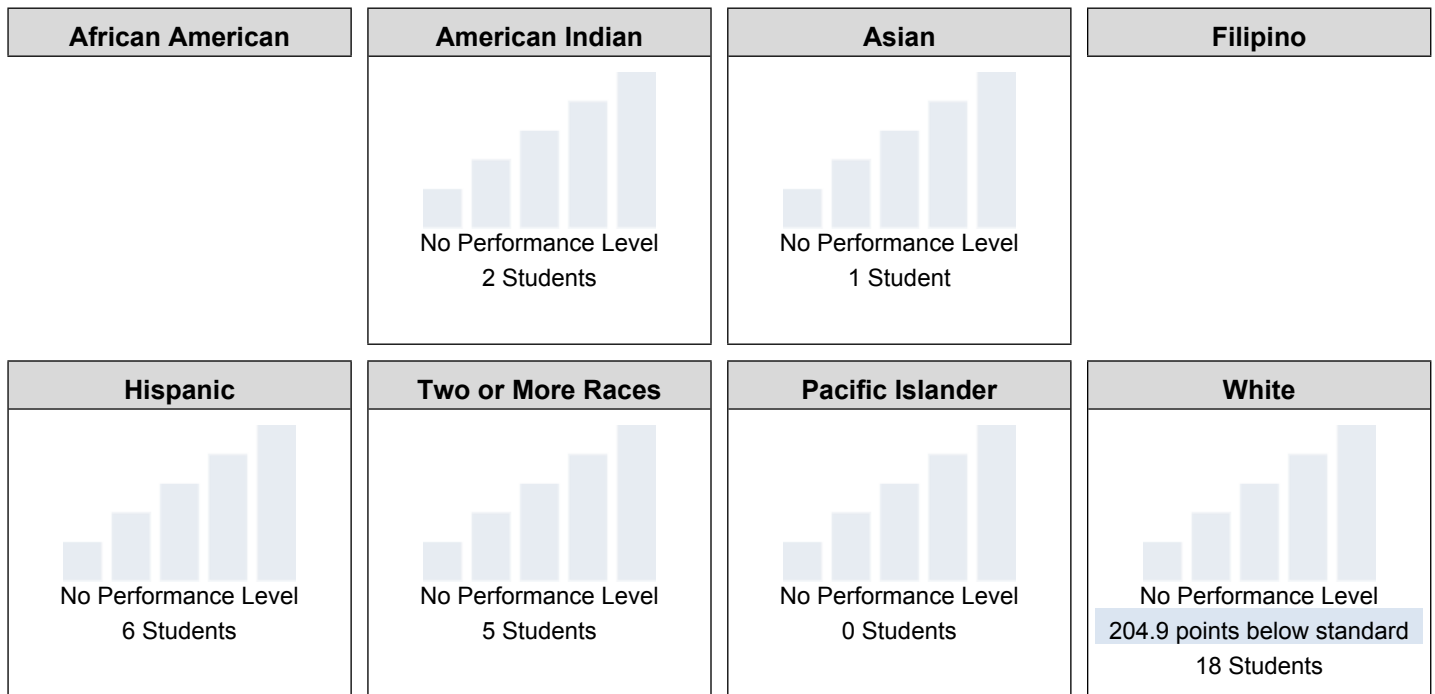 African American
American Indian
Asian
Filipino
No Performance Level
2 Students
No Performance Level
1 Student
Hispanic
Two or More Races
Pacific Islander
White
No Performance Level
6 Students
No Performance Level
5 Students
No Performance Level
0 Students
No Performance Level
204.9 points below standard
18 Students